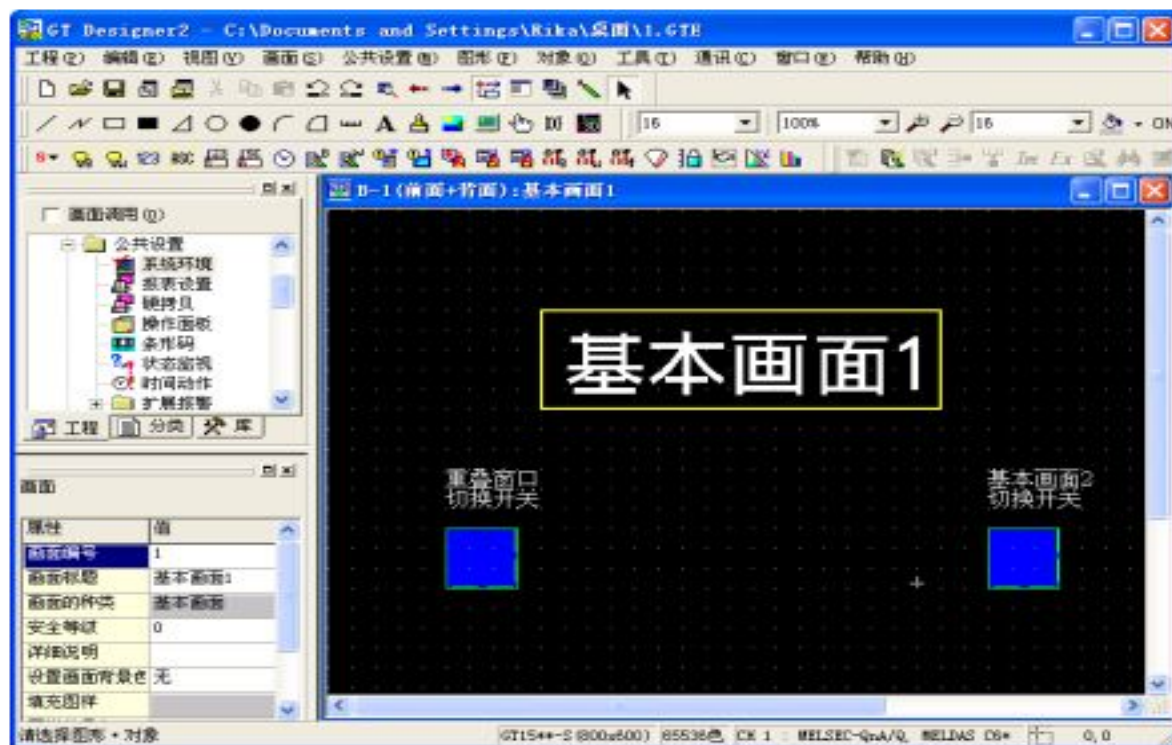 GT Designer2 - C:\Documents and Settings\Rika\桌面\1.GTE
工程(P) 编辑(E) 视图(V) 画面(S) 公共设置(M) 图形(F) 对象(O) 工具(T) 通讯(C) 窗口(W) 帮助(H)
16 100% 16 ON
画面调用(Q)
公共设置
系统环境
报表设置
硬拷贝
操作面板
条形码
状态监视
时间动作
扩展报警
工程 分类 库
画面
属性 值
画面编号 1
画面标题 基本画面1
画面的种类 基本画面
安全等级 0
详细说明
设置画面背景色 无
填充图样
B-1(前面+背面):基本画面1
基本画面1
重叠窗口
切换开关
基本画面2
切换开关
请选择图形·对象
GT15**-S(800x600) 65536色 CH 1 : MELSEC-QnA/Q, MELDAS C6* 0,0